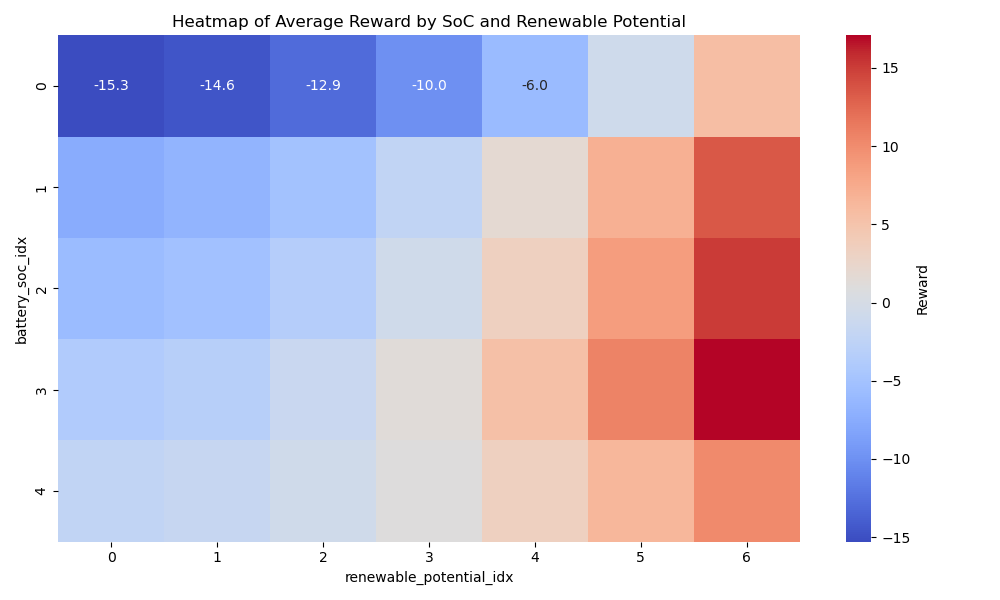 Heatmap of Average Reward by SoC and Renewable Potential
-15.3 -14.6 -12.9 -10.0 -6.0
0
1
2
3
4
battery_soc_idx
0 1 2 3 4 5 6
renewable_potential_idx
15
10
5
0
−5
−10
−15
Reward